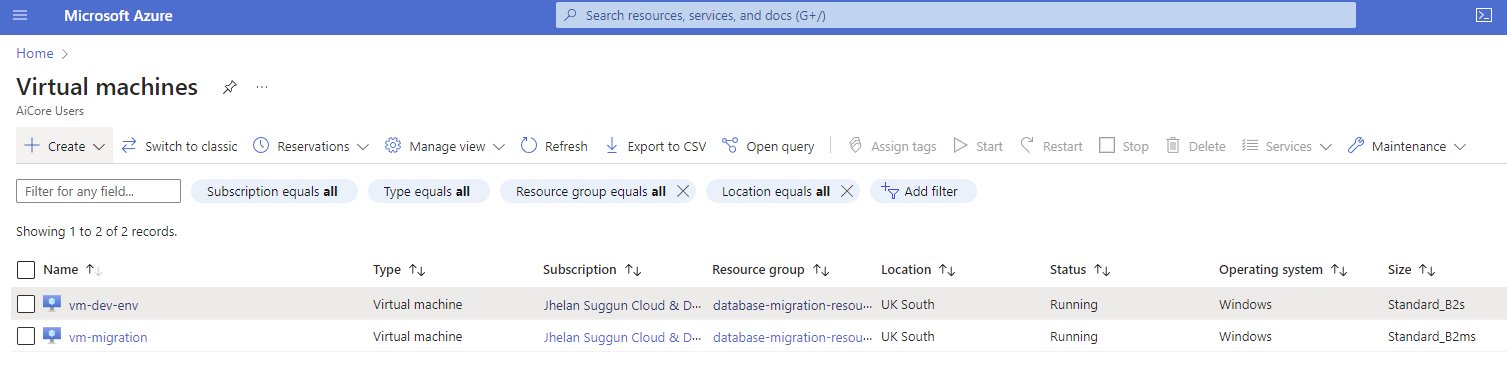 Microsoft Azure Search resources, services, and docs (G+/)
Home
Virtual machines ...
AiCore Users
Create Switch to classic Reservations Manage view Refresh Export to CSV Open query Assign tags Start Restart Stop Delete Services Maintenance
Filter for any field... Subscription equals all Type equals all Resource group equals all Location equals all Add filter
Showing 1 to 2 of 2 records.
Name Type Subscription Resource group Location Status Operating system Size
vm-dev-env Virtual machine Jhelan Suggun Cloud & D... database-migration-resou... UK South Running Windows Standard_B2s
vm-migration Virtual machine Jhelan Suggun Cloud & D... database-migration-resou... UK South Running Windows Standard_B2ms